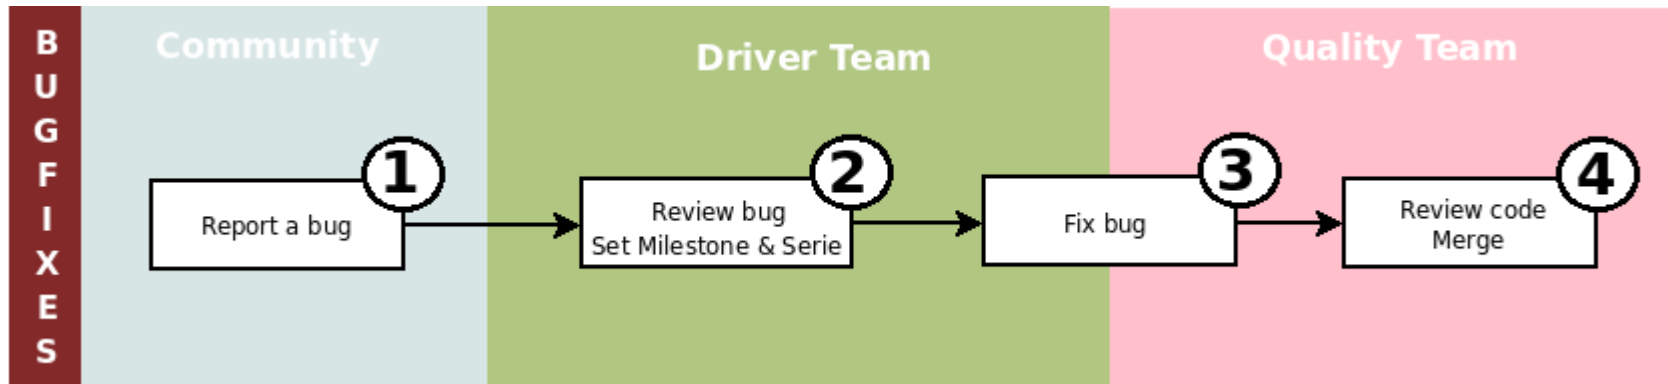 BUGFIXES
Community
Driver Team
Quality Team
1
Report a bug
2
Review bug
Set Milestone & Serie
3
Fix bug
4
Review code
Merge